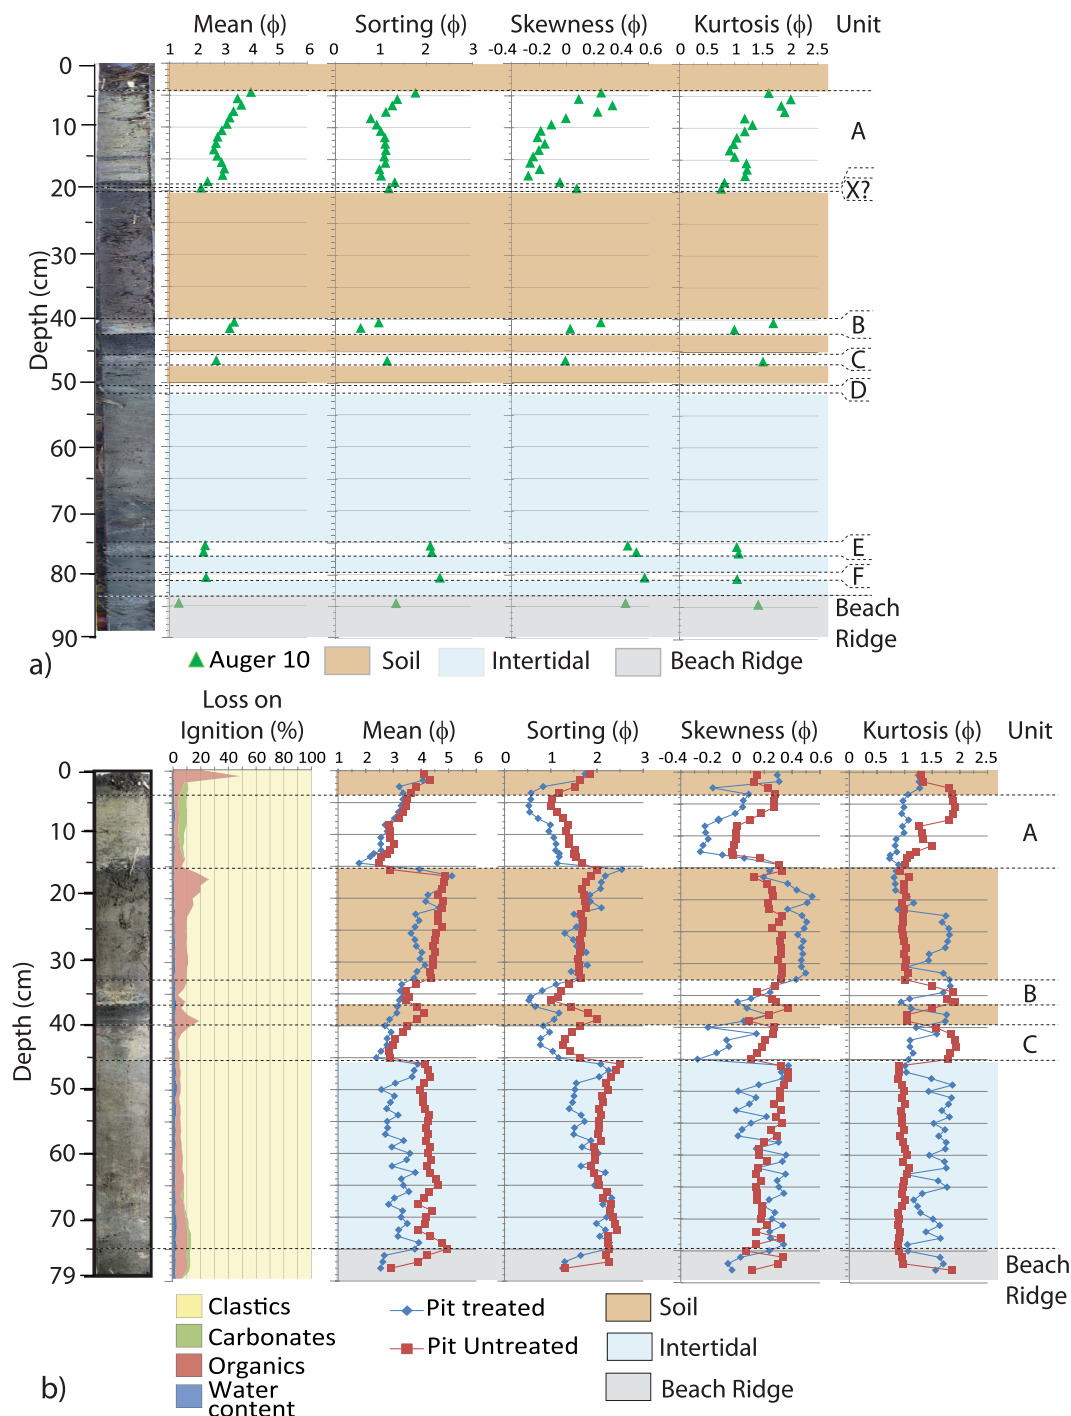 Mean (ϕ) Sorting (ϕ) Skewness (ϕ) Kurtosis (ϕ) Unit
1 2 3 4 6 0 1 2 3 -0.4 -0.2 0 0.2 0.4 0.6 0 0.5 1 1.5 2 2.5
0
10
20
30
40
50
60
70
80
90
Depth (cm)
A
X?
B
C
D
E
F
Beach
Ridge
a)
Auger 10 Soil Intertidal Beach Ridge
Loss on
Ignition (%) Mean (ϕ) Sorting (ϕ) Skewness (ϕ) Kurtosis (ϕ) Unit
0 20 40 60 80 100 1 2 3 4 5 6 0 1 2 3 -0.4 -0.2 0 0.2 0.4 0.6 0 0.5 1 1.5 2 2.5
0
10
20
30
40
50
60
70
79
Depth (cm)
A
B
C
Beach
Ridge
b)
Clastics
Carbonates
Organics
Water
content
Pit treated
Pit Untreated
Soil
Intertidal
Beach Ridge